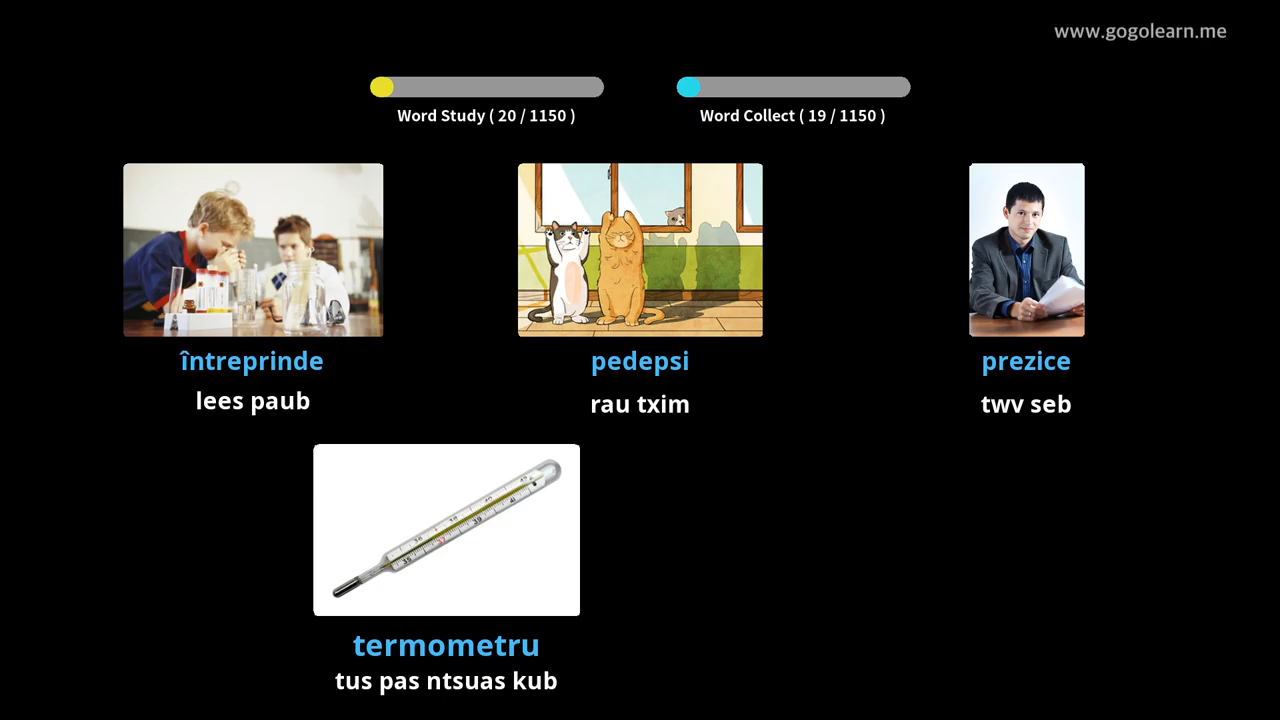 www.gogolearn.me
Word Study ( 20 / 1150 )
Word Collect ( 19 / 1150 )
întreprinde
lees paub
pedepsi
rau txim
prezice
twv seb
termometru
tus pas ntsuas kub